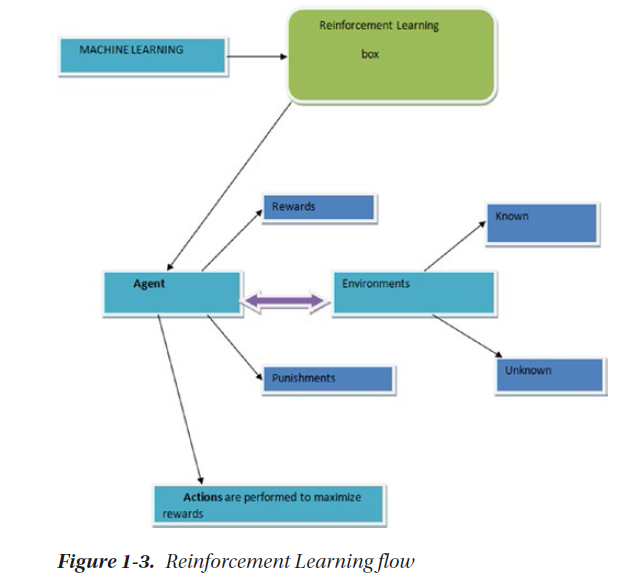 MACHINE LEARNING
Reinforcement Learning
box
Rewards
Known
Agent
Environments
Punishments
Unknown
Actions are performed to maximize
rewards
Figure 1-3. Reinforcement Learning flow